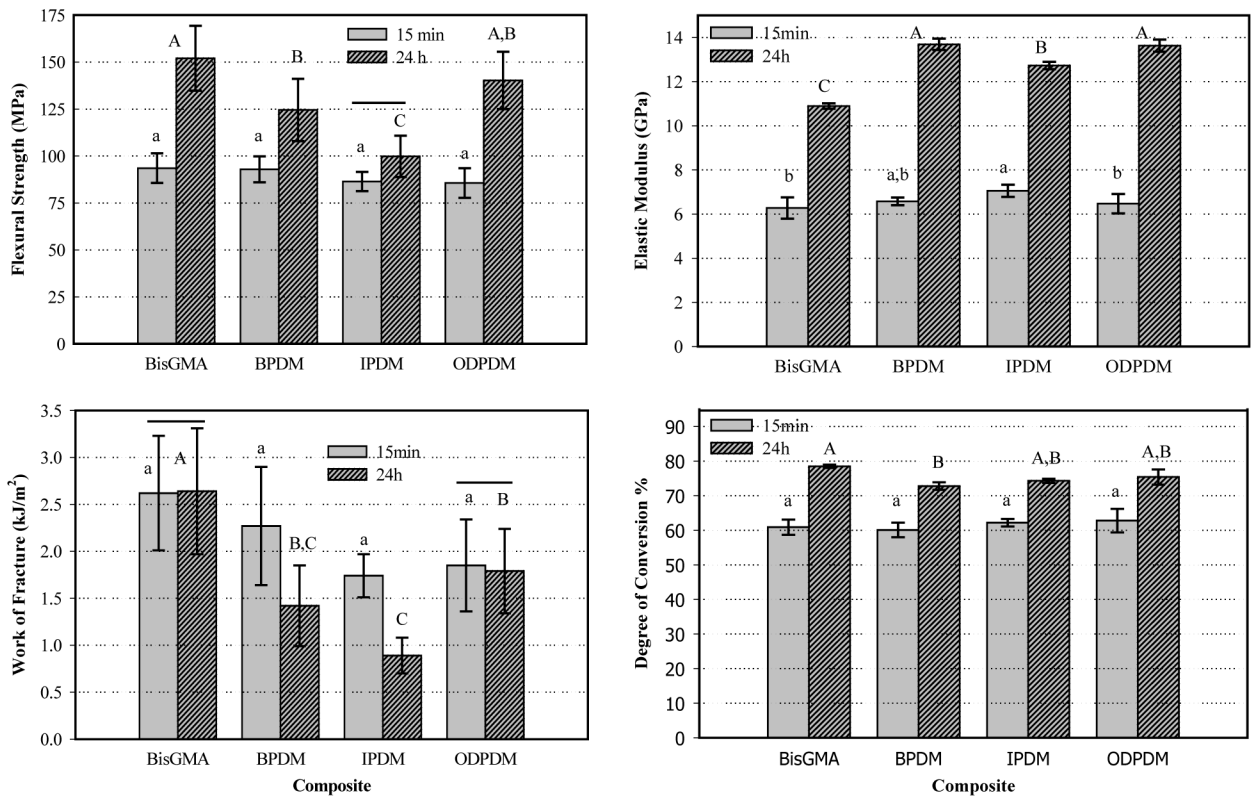 Flexural Strength (MPa)
175
150
125
100
75
50
25
0
15 min
24 h
a
A
a
B
a
C
a
A,B
BisGMA
BPDM
IPDM
ODPDM
Elastic Modulus (GPa)
14
12
10
8
6
4
2
0
15min
24h
b
C
a,b
A
a
B
b
A
BisGMA
BPDM
IPDM
ODPDM
Work of Fracture (kJ/m²)
3.5
3.0
2.5
2.0
1.5
1.0
0.5
0.0
15min
24h
a
A
a
B,C
a
C
a
B
BisGMA
BPDM
IPDM
ODPDM
Composite
Degree of Conversion %
90
80
70
60
50
40
30
20
10
0
15min
24h
a
A
a
B
a
A,B
a
A,B
BisGMA
BPDM
IPDM
ODPDM
Composite